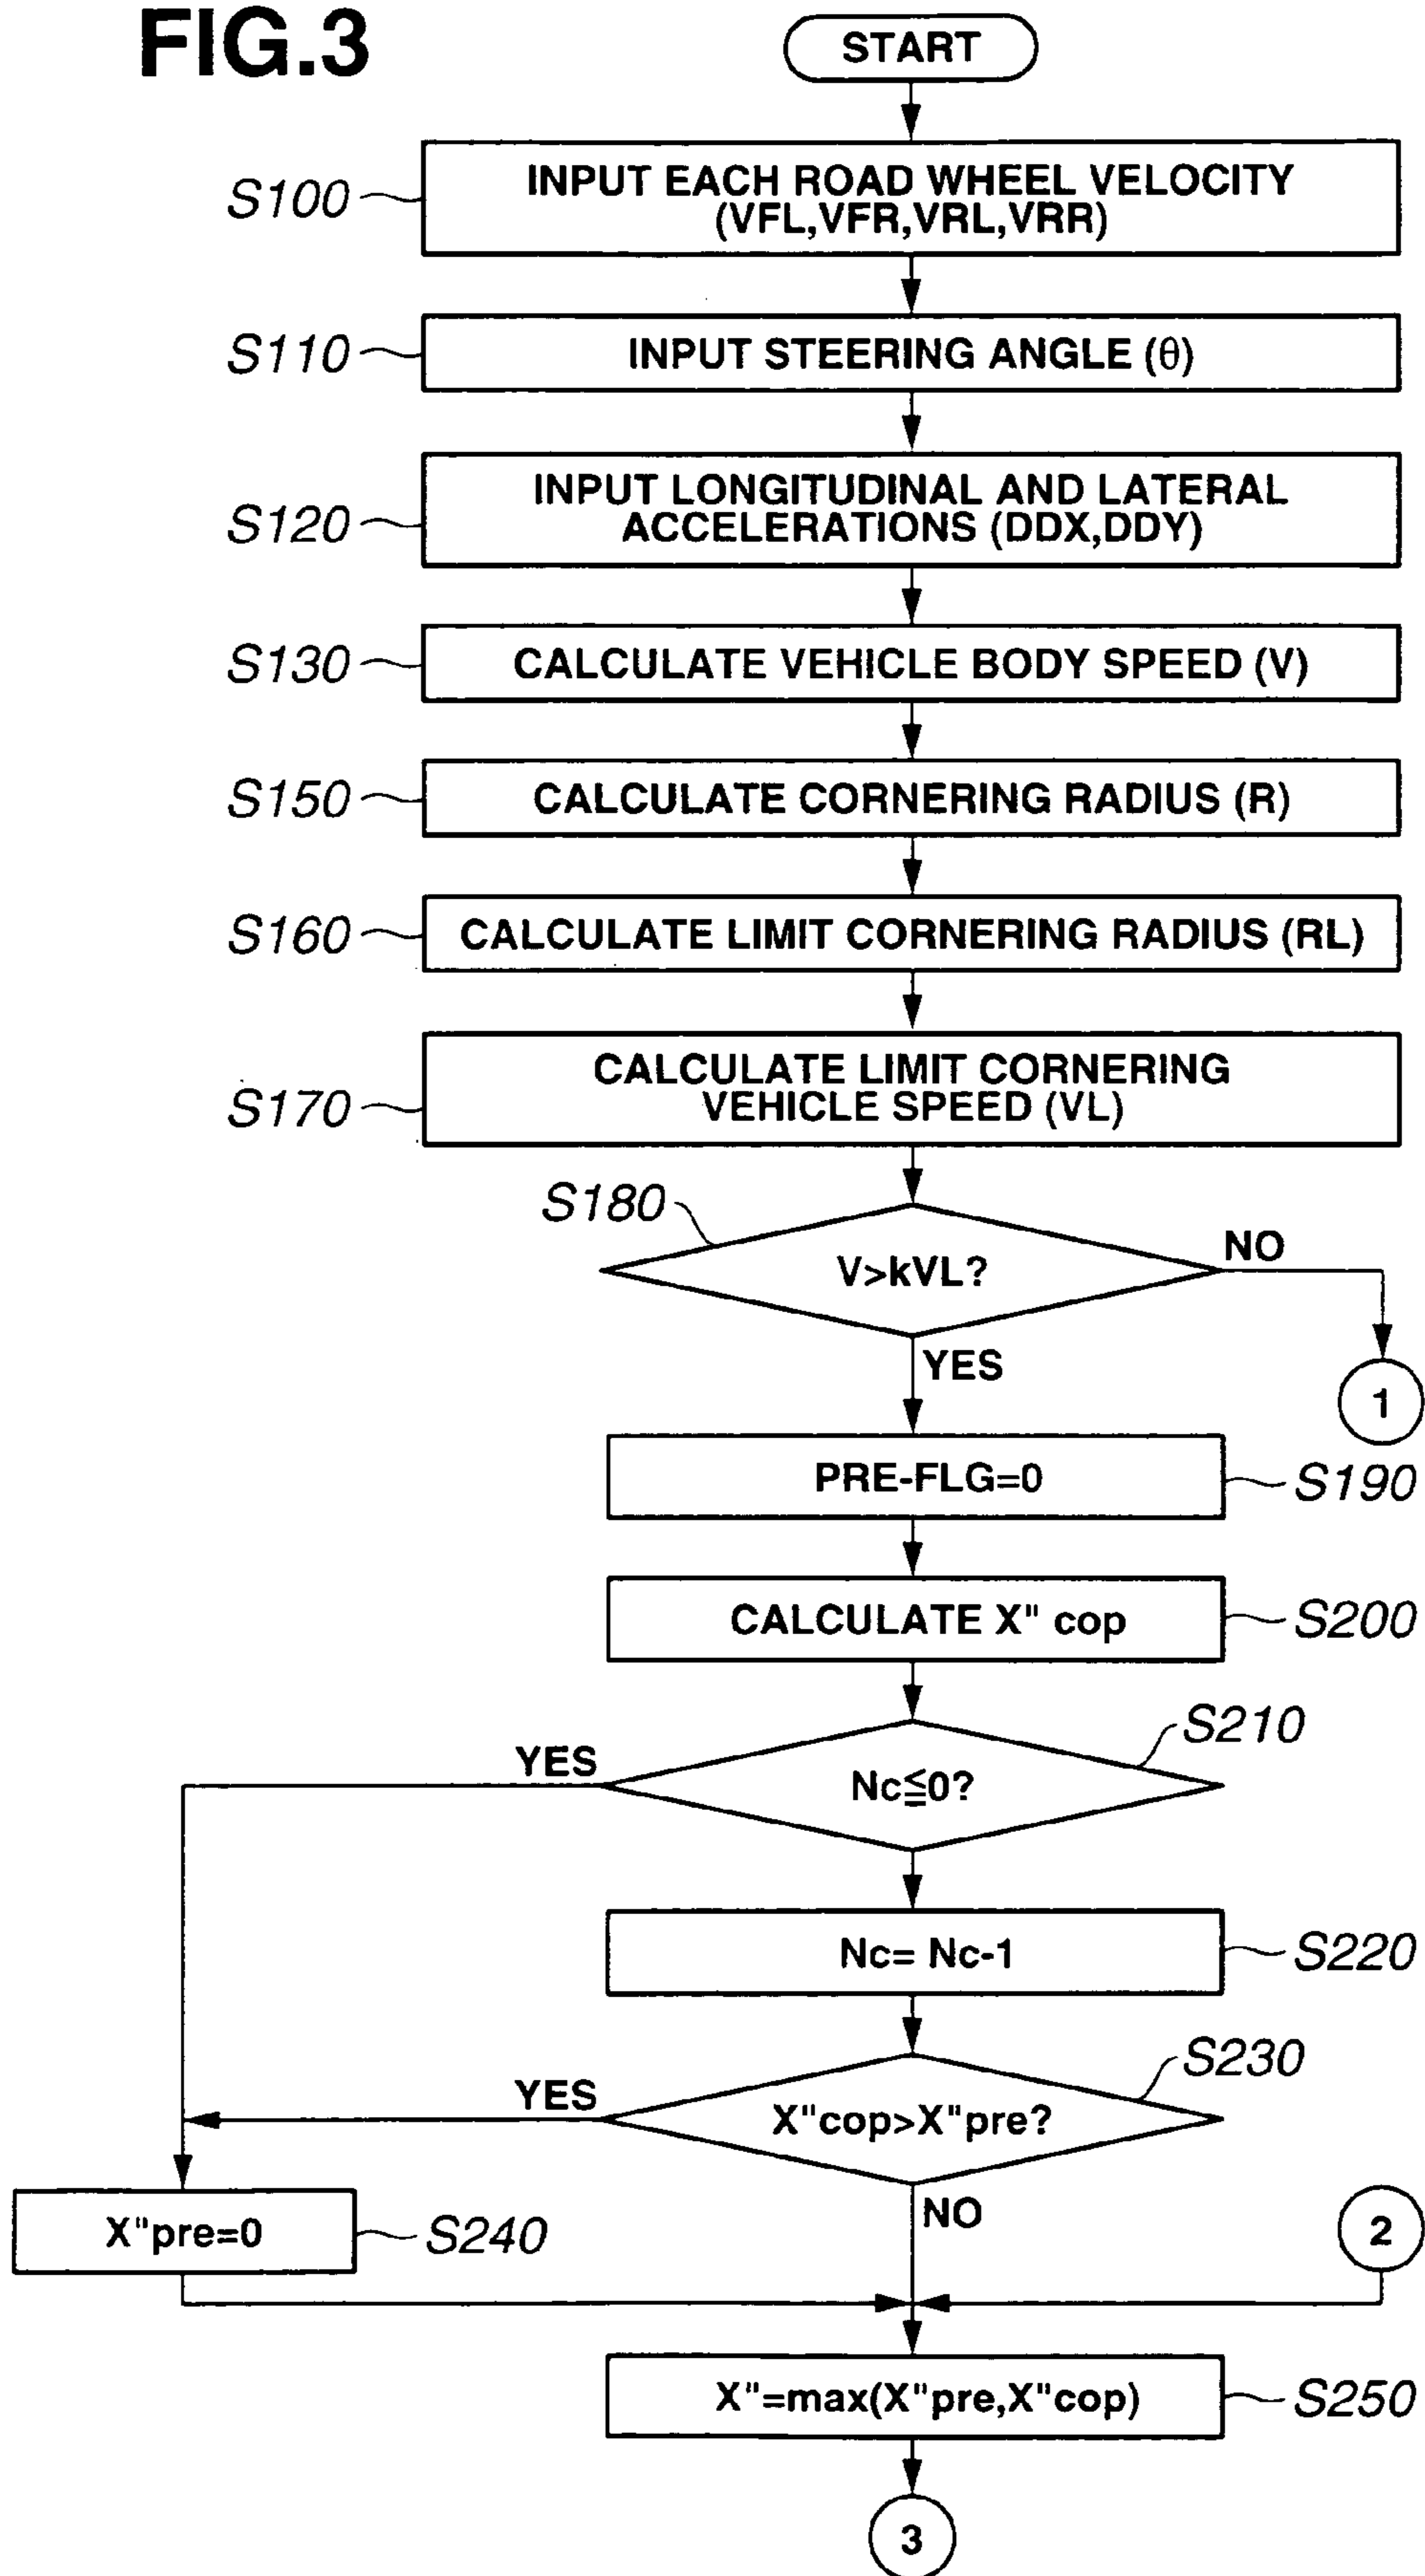 FIG.3
START
S100
INPUT EACH ROAD WHEEL VELOCITY
(VFL,VFR,VRL,VRR)
S110
INPUT STEERING ANGLE (θ)
S120
INPUT LONGITUDINAL AND LATERAL
ACCELERATIONS (DDX,DDY)
S130
CALCULATE VEHICLE BODY SPEED (V)
S150
CALCULATE CORNERING RADIUS (R)
S160
CALCULATE LIMIT CORNERING RADIUS (RL)
S170
CALCULATE LIMIT CORNERING
VEHICLE SPEED (VL)
S180
V>kVL?
NO
1
YES
PRE-FLG=0
S190
CALCULATE X" cop
S200
S210
YES
Nc≦0?
Nc= Nc-1
S220
S230
YES
X"cop>X"pre?
NO
X"pre=0
S240
2
X"=max(X"pre,X"cop)
S250
3